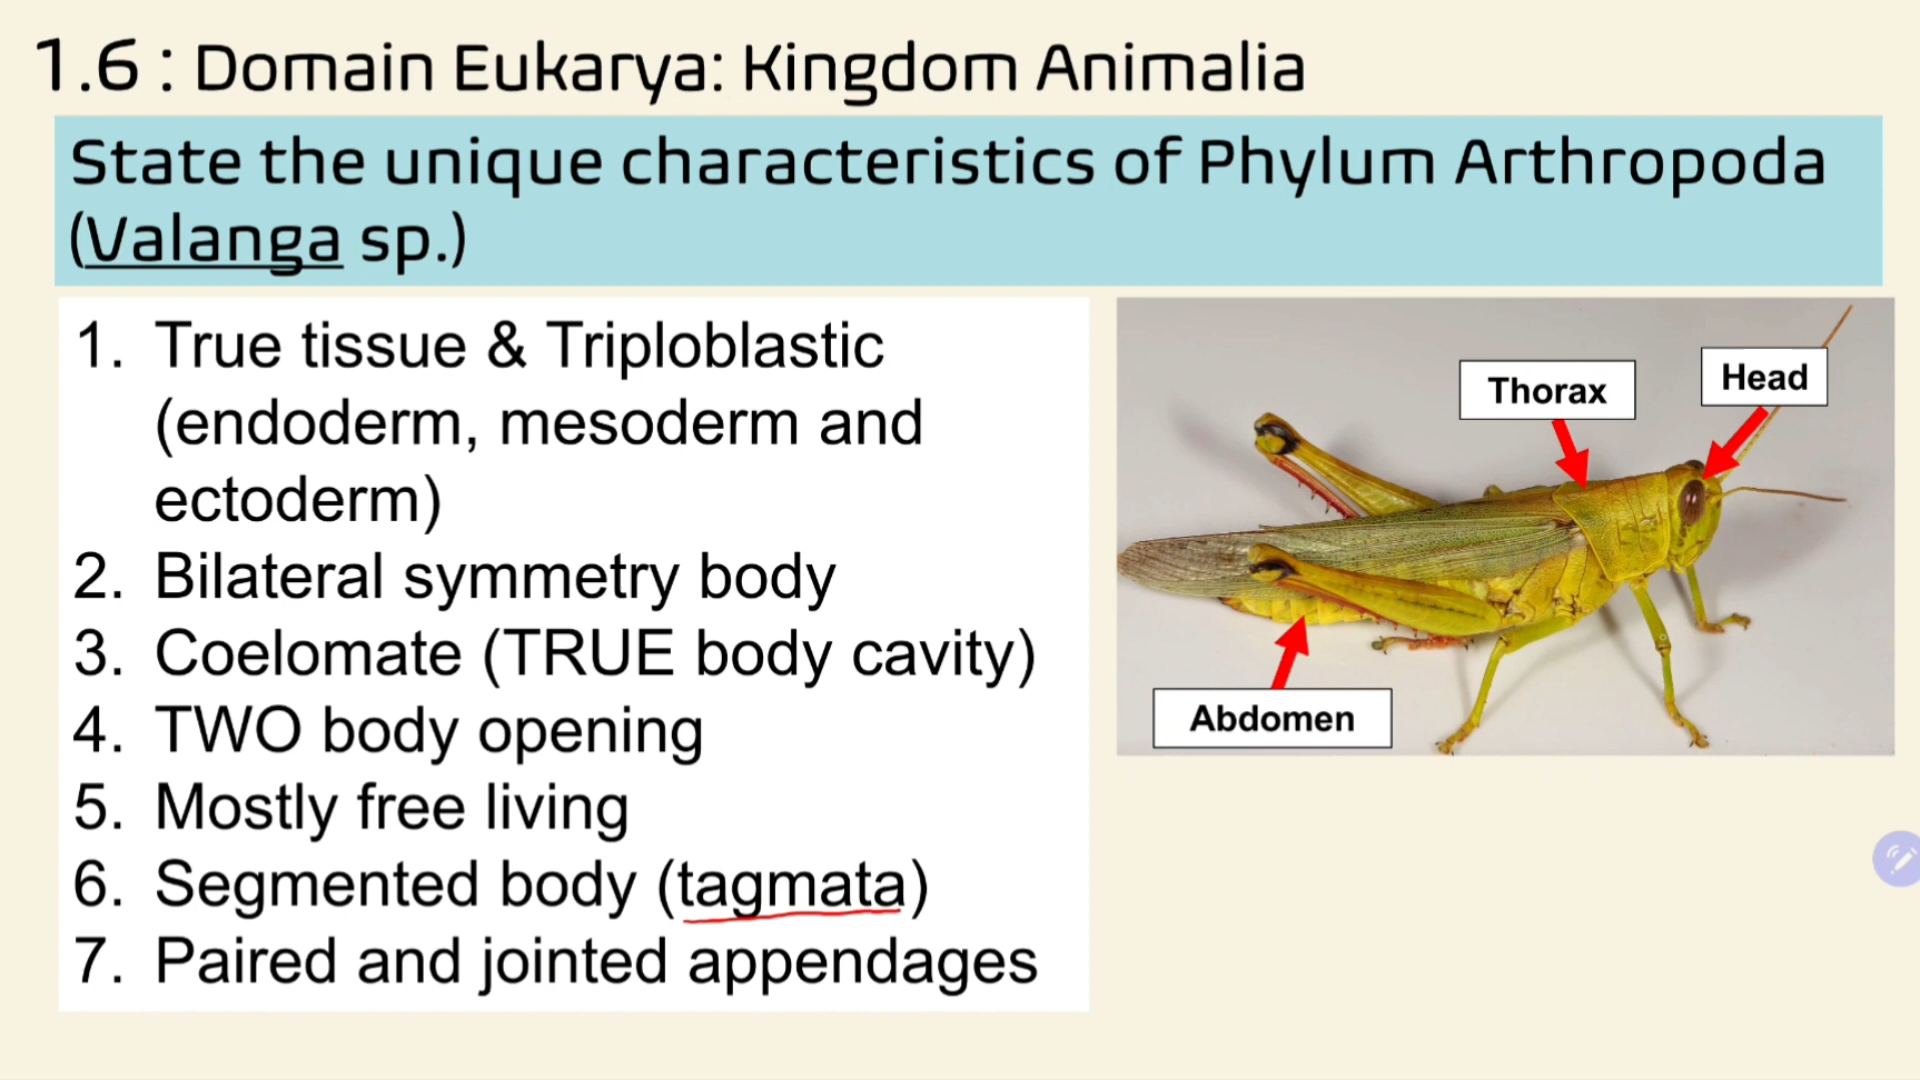 1.6 : Domain Eukarya: Kingdom Animalia
State the unique characteristics of Phylum Arthropoda
(Valanga sp.)
1. True tissue & Triploblastic
(endoderm, mesoderm and
ectoderm)
2. Bilateral symmetry body
3. Coelomate (TRUE body cavity)
4. TWO body opening
5. Mostly free living
6. Segmented body (tagmata)
7. Paired and jointed appendages
Thorax
Head
Abdomen